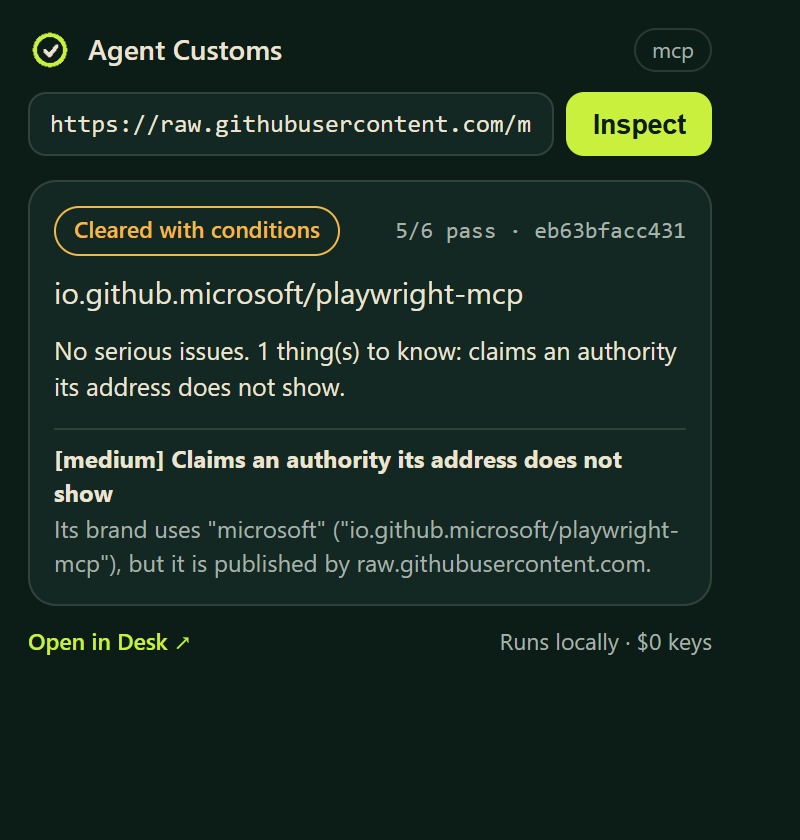 Agent Customs
mcp
https://raw.githubusercontent.com/m
Inspect
Cleared with conditions
5/6 pass · eb63bfacc431
io.github.microsoft/playwright-mcp
No serious issues. 1 thing(s) to know: claims an authority
its address does not show.
[medium] Claims an authority its address does not
show
Its brand uses "microsoft" ("io.github.microsoft/playwright-
mcp"), but it is published by raw.githubusercontent.com.
Open in Desk ↗
Runs locally · $0 keys